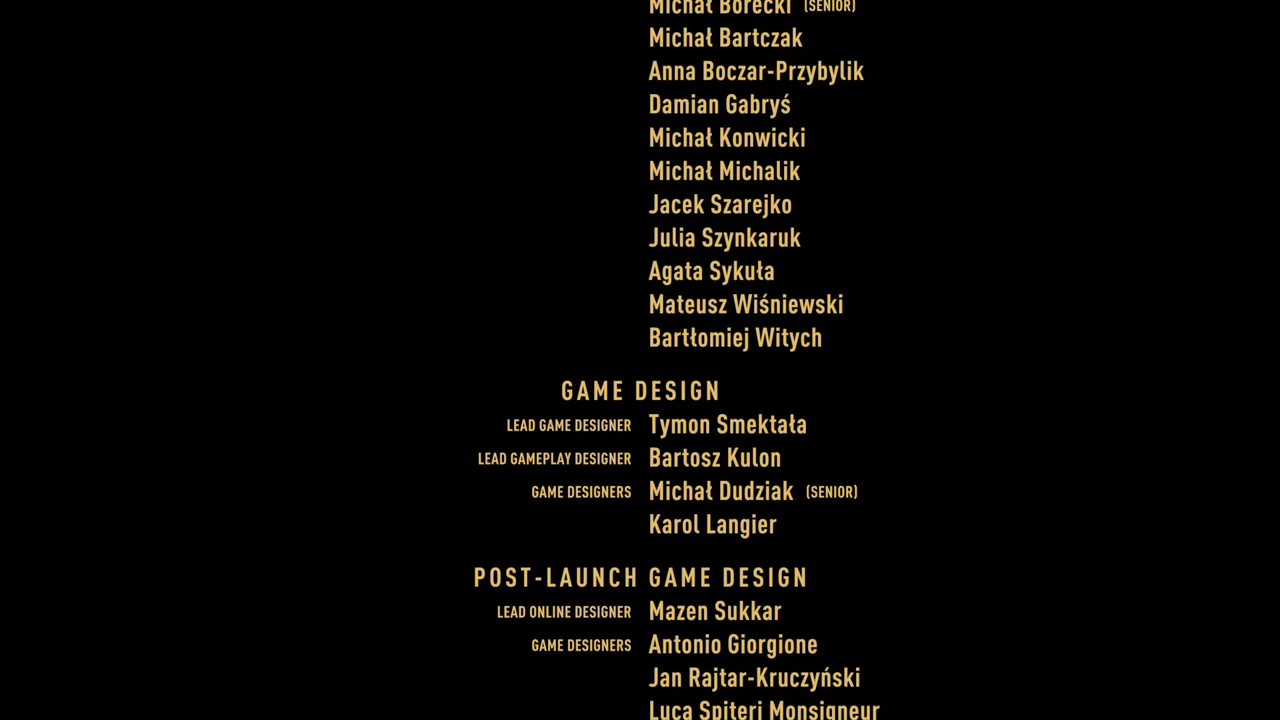 Michał Borecki (SENIOR)
Michał Bartczak
Anna Boczar-Przybylik
Damian Gabryś
Michał Konwicki
Michał Michalik
Jacek Szarejko
Julia Szynkaruk
Agata Sykuła
Mateusz Wiśniewski
Bartłomiej Witych
GAME DESIGN
LEAD GAME DESIGNER Tymon Smektała
LEAD GAMEPLAY DESIGNER Bartosz Kulon
GAME DESIGNERS Michał Dudziak (SENIOR)
Karol Langier
POST-LAUNCH GAME DESIGN
LEAD ONLINE DESIGNER Mazen Sukkar
GAME DESIGNERS Antonio Giorgione
Jan Rajtar-Kruczyński
Luca Spiteri Monsigneur